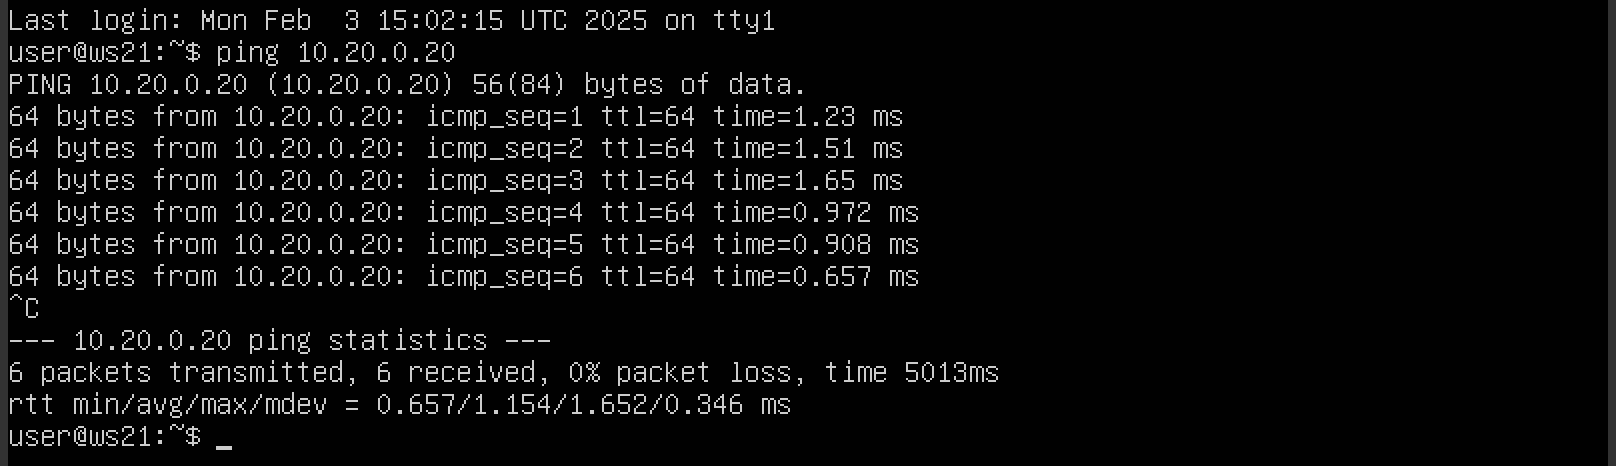 Last login: Mon Feb  3 15:02:15 UTC 2025 on tty1
user@ws21:~$ ping 10.20.0.20
PING 10.20.0.20 (10.20.0.20) 56(84) bytes of data.
64 bytes from 10.20.0.20: icmp_seq=1 ttl=64 time=1.23 ms
64 bytes from 10.20.0.20: icmp_seq=2 ttl=64 time=1.51 ms
64 bytes from 10.20.0.20: icmp_seq=3 ttl=64 time=1.65 ms
64 bytes from 10.20.0.20: icmp_seq=4 ttl=64 time=0.972 ms
64 bytes from 10.20.0.20: icmp_seq=5 ttl=64 time=0.908 ms
64 bytes from 10.20.0.20: icmp_seq=6 ttl=64 time=0.657 ms
^C
--- 10.20.0.20 ping statistics ---
6 packets transmitted, 6 received, 0% packet loss, time 5013ms
rtt min/avg/max/mdev = 0.657/1.154/1.652/0.346 ms
user@ws21:~$ _